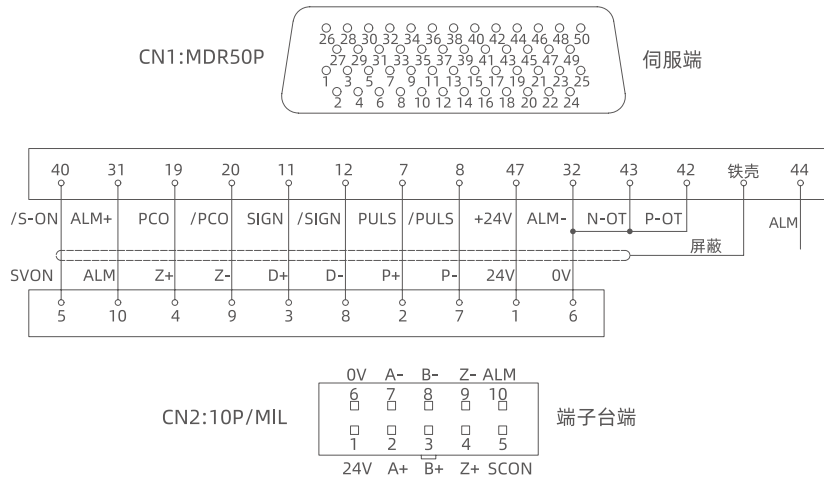 26 28 30 32 34 36 38 40 42 44 46 48 50
CN1:MDR50P
27 29 31 33 35 37 39 41 43 45 47 49
伺服端
1 3 5 7 9 11 13 15 17 19 21 23 25
2 4 6 8 10 12 14 16 18 20 22 24
40 31 19 20 11 12 7 8 47 32 43 42 铁壳 44
/S-ON ALM+ PCO /PCO SIGN /SIGN PULS /PULS +24V ALM- N-OT P-OT ALM
屏蔽
SVON ALM Z+ Z- D+ D- P+ P- 24V 0V
5 10 4 9 3 8 2 7 1 6
0V A- B- Z- ALM
6 7 8 9 10
CN2:10P/MIL
端子台端
1 2 3 4 5
24V A+ B+ Z+ SCON